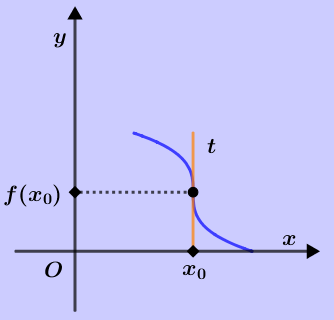 y
t
f(x₀)
x
O
x₀